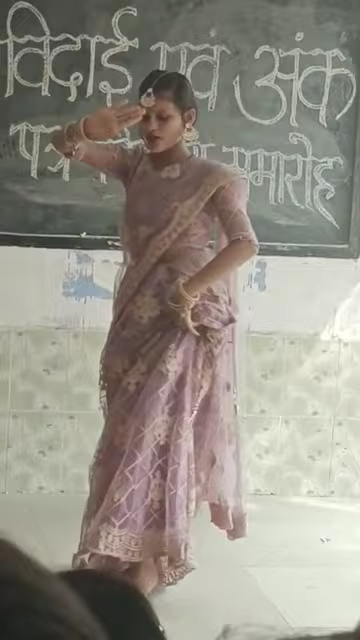 विदाई एवं अंक
पत्र समारोह